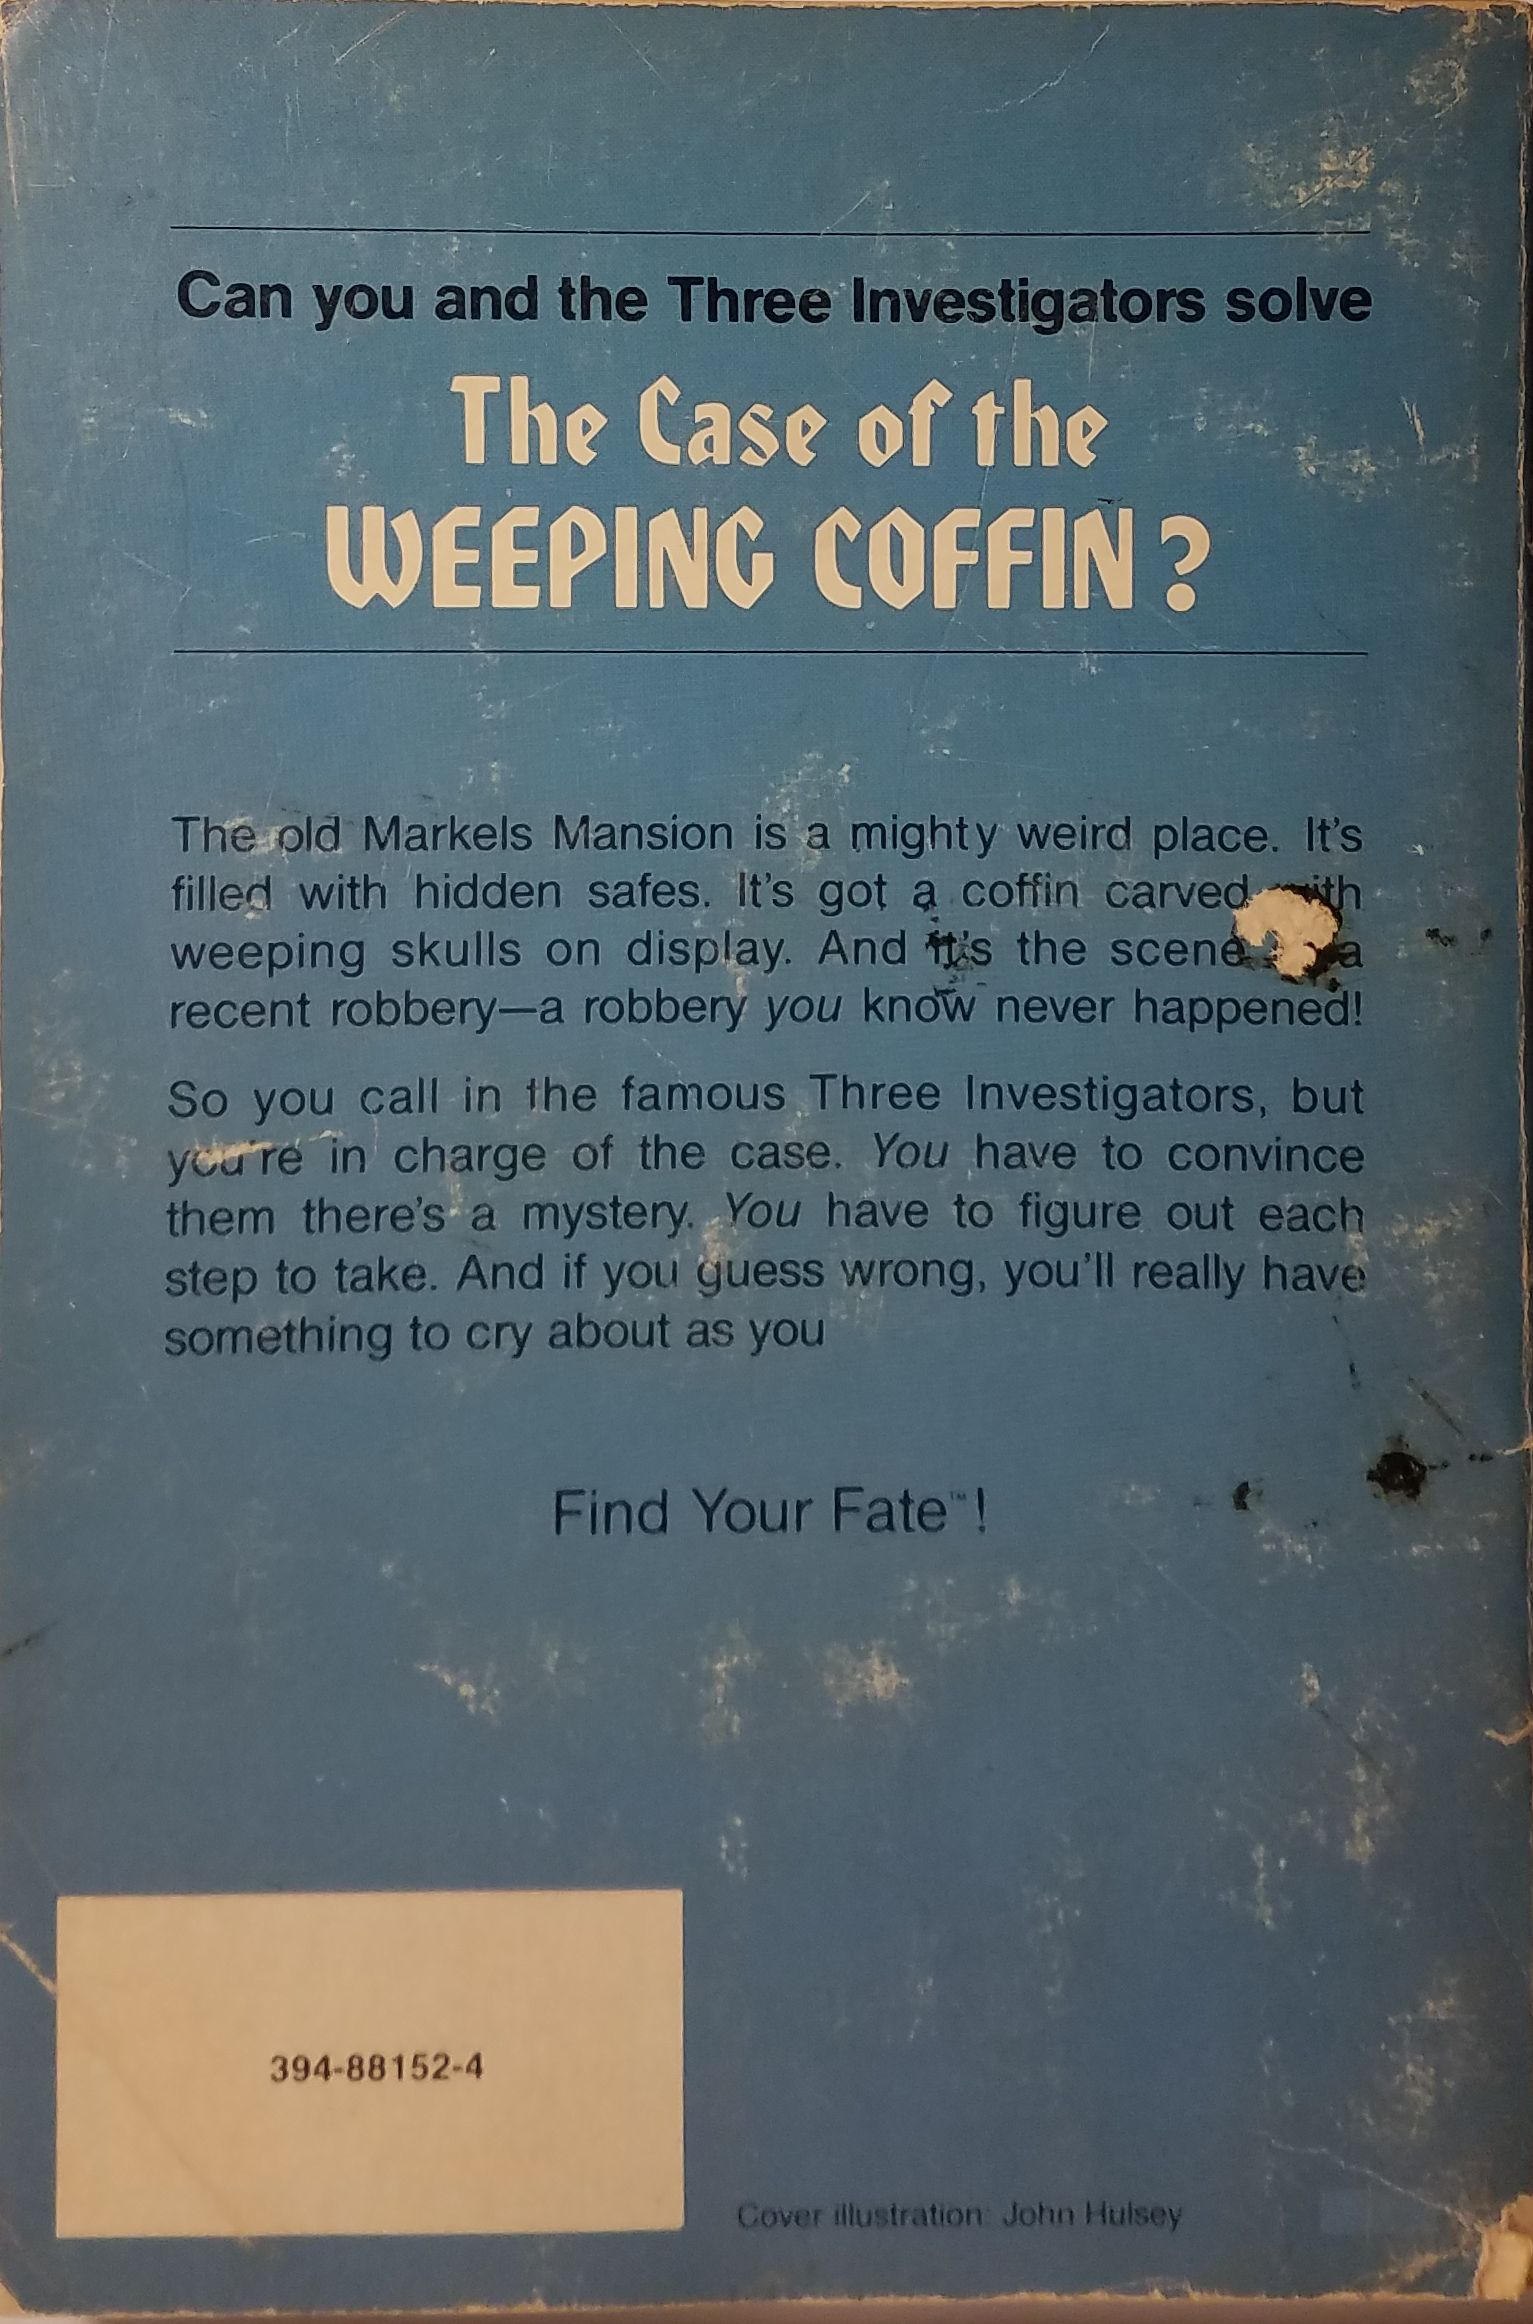 Can you and the Three Investigators solve
The Case of the
WEEPING COFFIN?
The old Markels Mansion is a mighty weird place. It's
filled with hidden safes. It's got a coffin carved with
weeping skulls on display. And it's the scene a
recent robbery—a robbery you know never happened!
So you call in the famous Three Investigators, but
you're in charge of the case. You have to convince
them there's a mystery. You have to figure out each
step to take. And if you guess wrong, you'll really have
something to cry about as you
Find Your Fate™!
394-88152-4
Cover illustration: John Hulsey